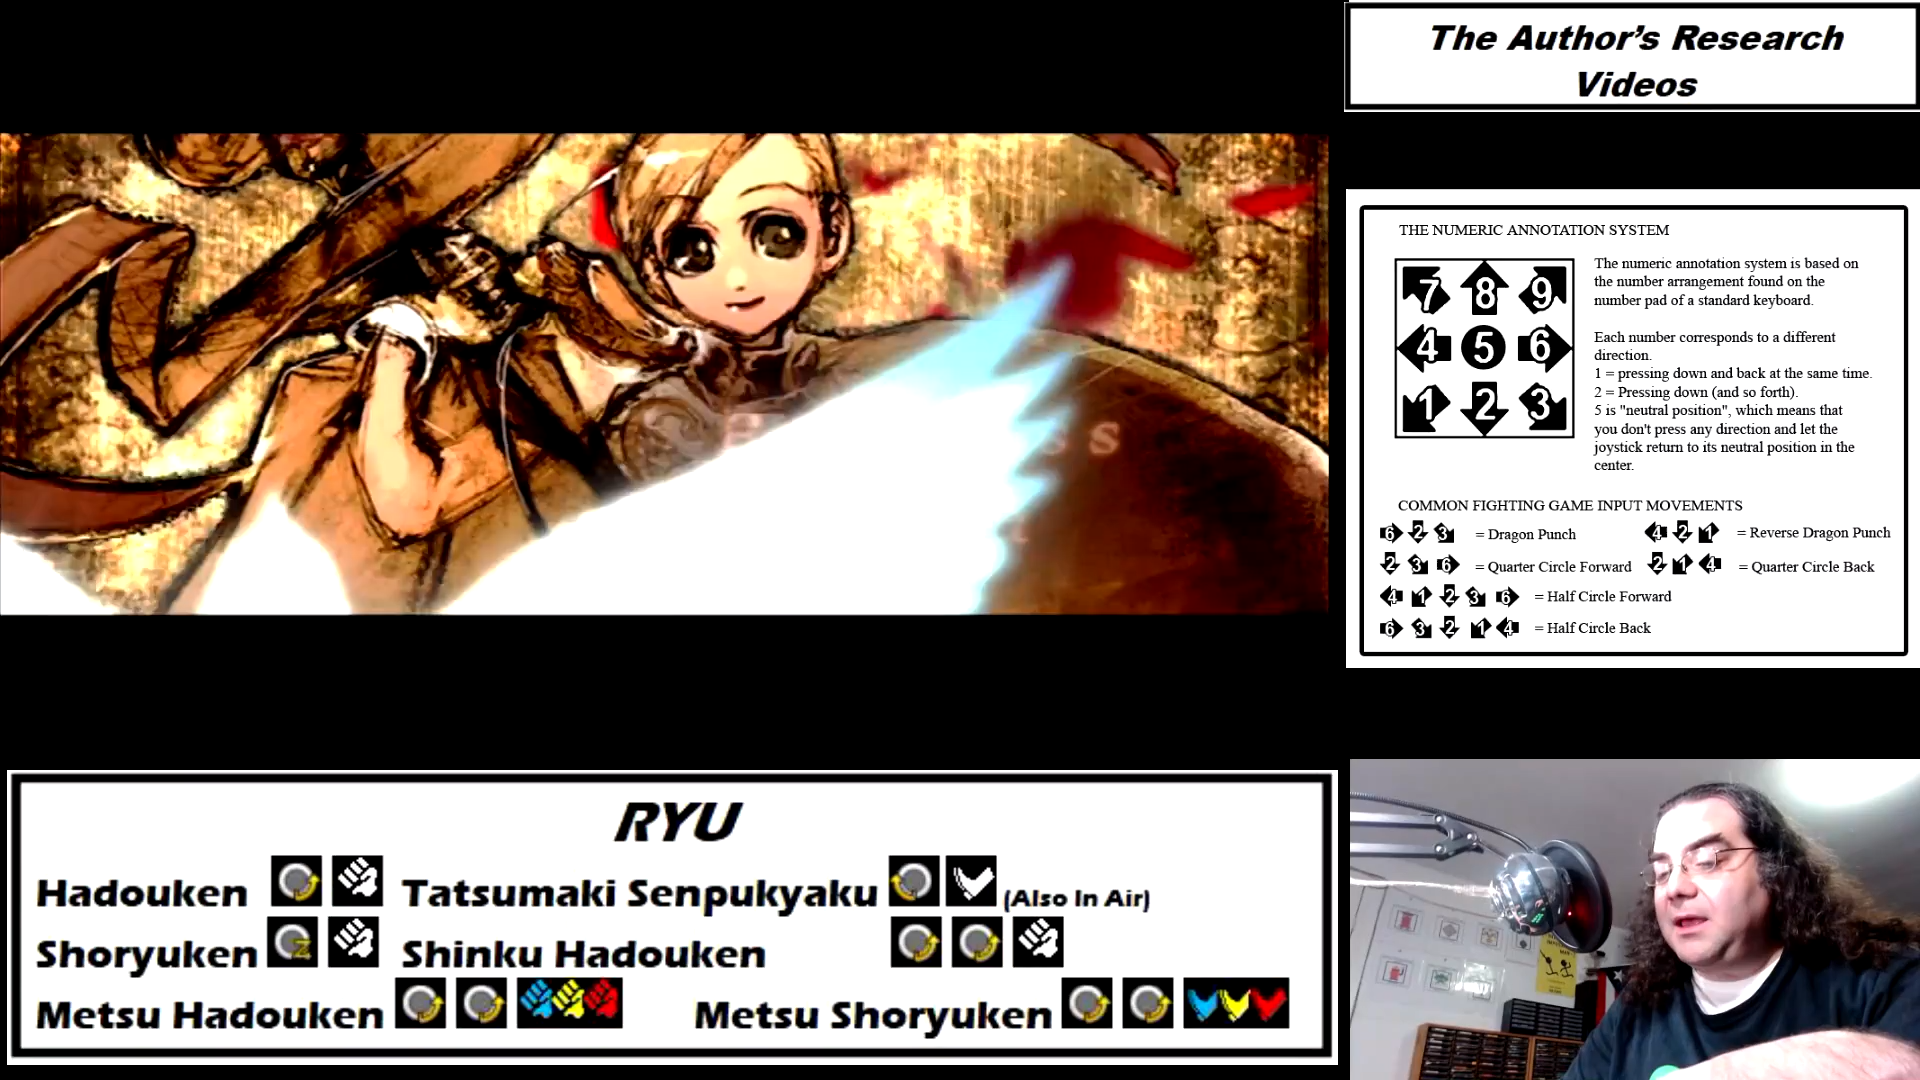 The Author's Research
Videos
THE NUMERIC ANNOTATION SYSTEM
7 8 9
4 5 6
1 2 3
The numeric annotation system is based on
the number arrangement found on the
number pad of a standard keyboard.
Each number corresponds to a different
direction.
1 = pressing down and back at the same time.
2 = Pressing down (and so forth).
5 is "neutral position", which means that
you don't press any direction and let the
joystick return to its neutral position in the
center.
COMMON FIGHTING GAME INPUT MOVEMENTS
6 2 3 = Dragon Punch
4 2 1 = Reverse Dragon Punch
2 3 6 = Quarter Circle Forward
2 1 4 = Quarter Circle Back
4 1 2 3 6 = Half Circle Forward
6 3 2 1 4 = Half Circle Back
RYU
Hadouken
Tatsumaki Senpukyaku (Also In Air)
Shoryuken
Shinku Hadouken
Metsu Hadouken
Metsu Shoryuken